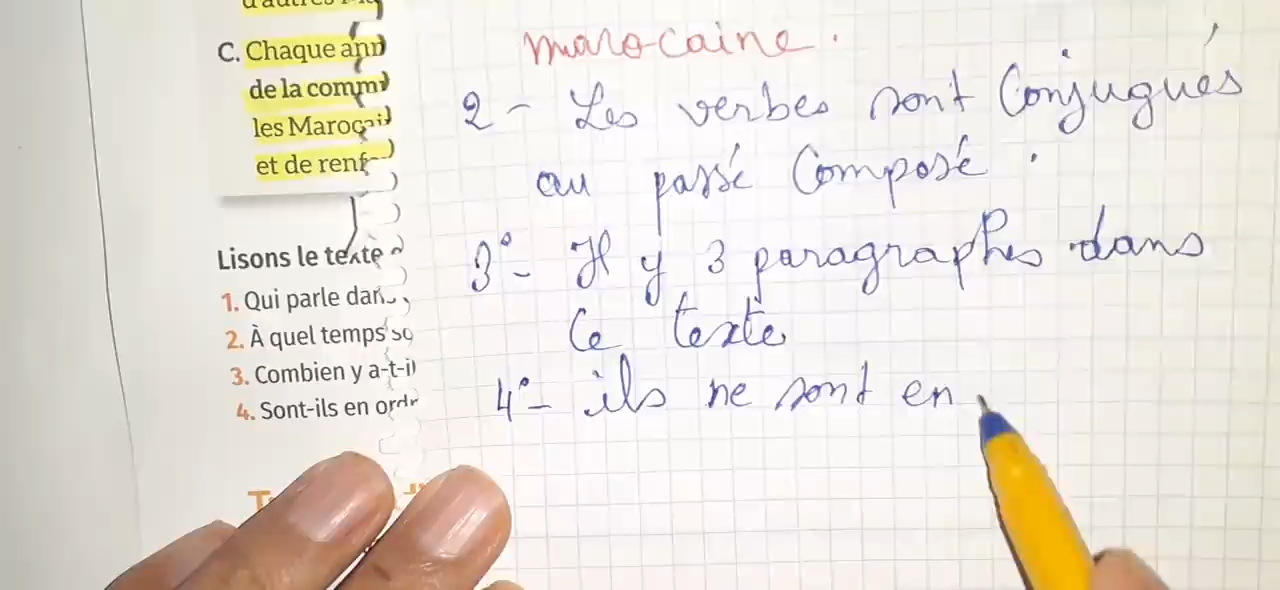 C. Chaque ann
de la comm
les Marocai
et de renf
Lisons le texte
1. Qui parle dan
2. À quel temps so
3. Combien y a-t-il
4. Sont-ils en ordr
marocaine.
2- Les verbes sont Conjugués
au passé Composé.
3°- Il y 3 paragraphes dans
Ce texte
4°- ils ne sont en